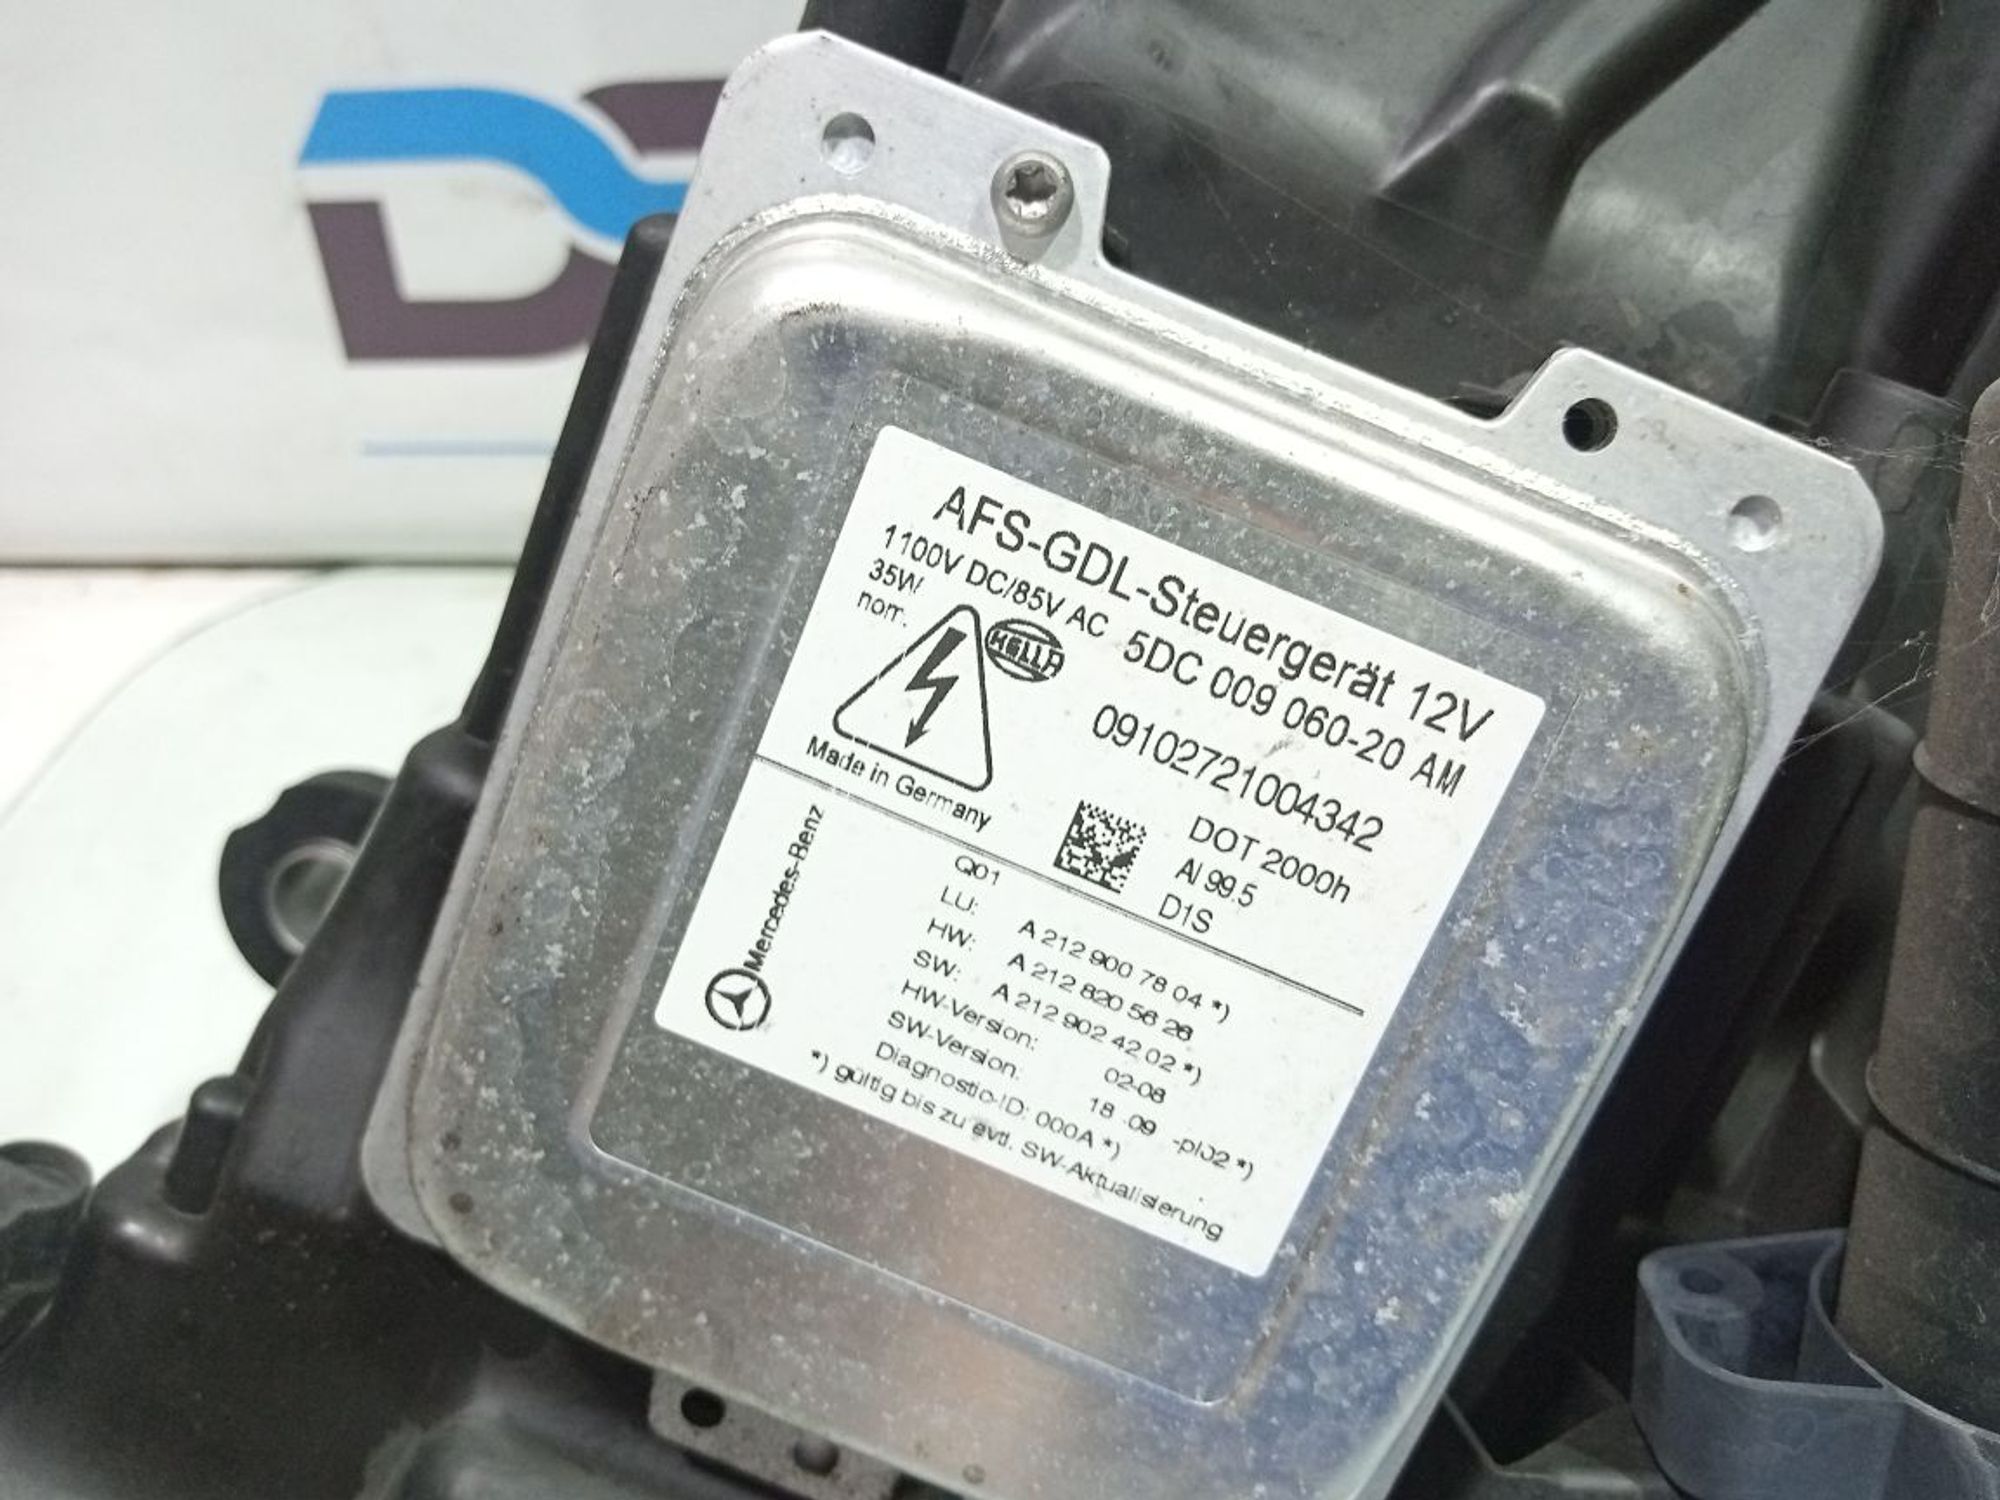 AFS-GDL-Steuergerät 12V
1100V DC/85V AC 5DC 009 060-20 AM
35W
nom.
HELLA
09102721004342
Made in Germany
DOT 2000h
Al 99.5
D1S
Mercedes-Benz
Q01
LU: A 212 900 78 04 *)
HW: A 212 820 56 26
SW: A 212 902 42 02 *)
HW-Version: 02-08
SW-Version. 18 .09 -pl02 *)
Diagnostic-ID: 000A *)
*) gültig bis zu evtl. SW-Aktualisierung